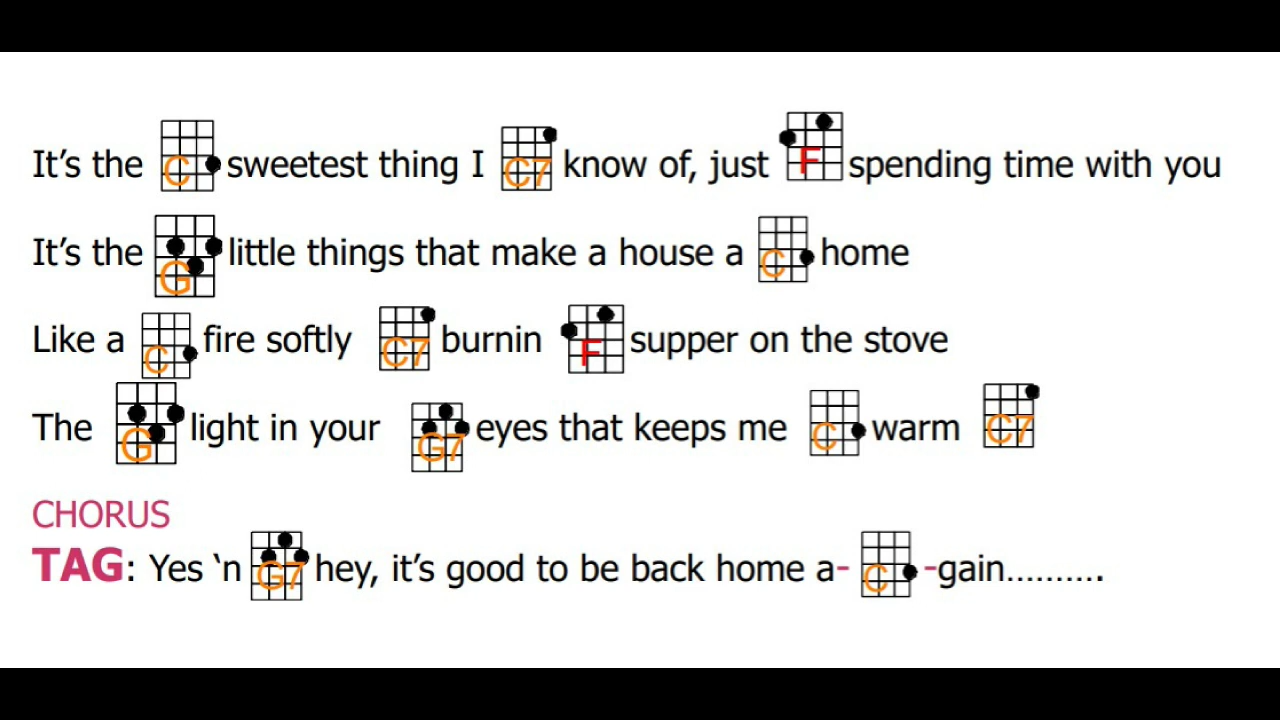 It's the C sweetest thing I C7 know of, just F spending time with you
It's the G little things that make a house a C home
Like a C fire softly C7 burnin F supper on the stove
The G light in your G7 eyes that keeps me C warm C7
CHORUS
TAG: Yes 'n G7 hey, it's good to be back home a- C -gain……….